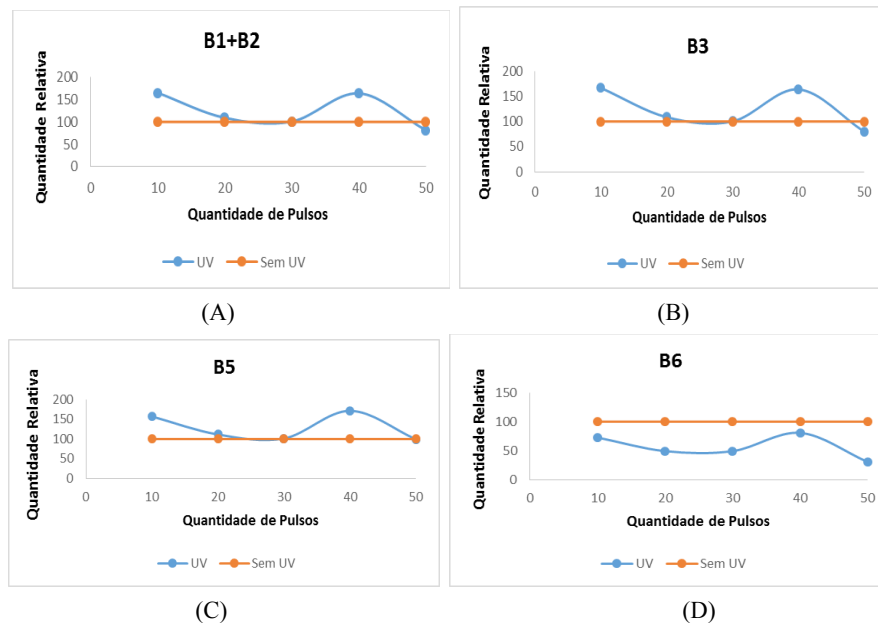 B1+B2
Quantidade Relativa
200
150
100
50
0
0 10 20 30 40 50
Quantidade de Pulsos
UV Sem UV
(A)
B3
Quantidade Relativa
200
150
100
50
0
0 10 20 30 40 50
Quantidade de Pulsos
UV Sem UV
(B)
B5
Quantidade Relativa
200
150
100
50
0
0 10 20 30 40 50
Quantidade de Pulsos
UV Sem UV
(C)
B6
Quantidade Relativa
150
100
50
0
0 10 20 30 40 50
Quantidade de Pulsos
UV Sem UV
(D)